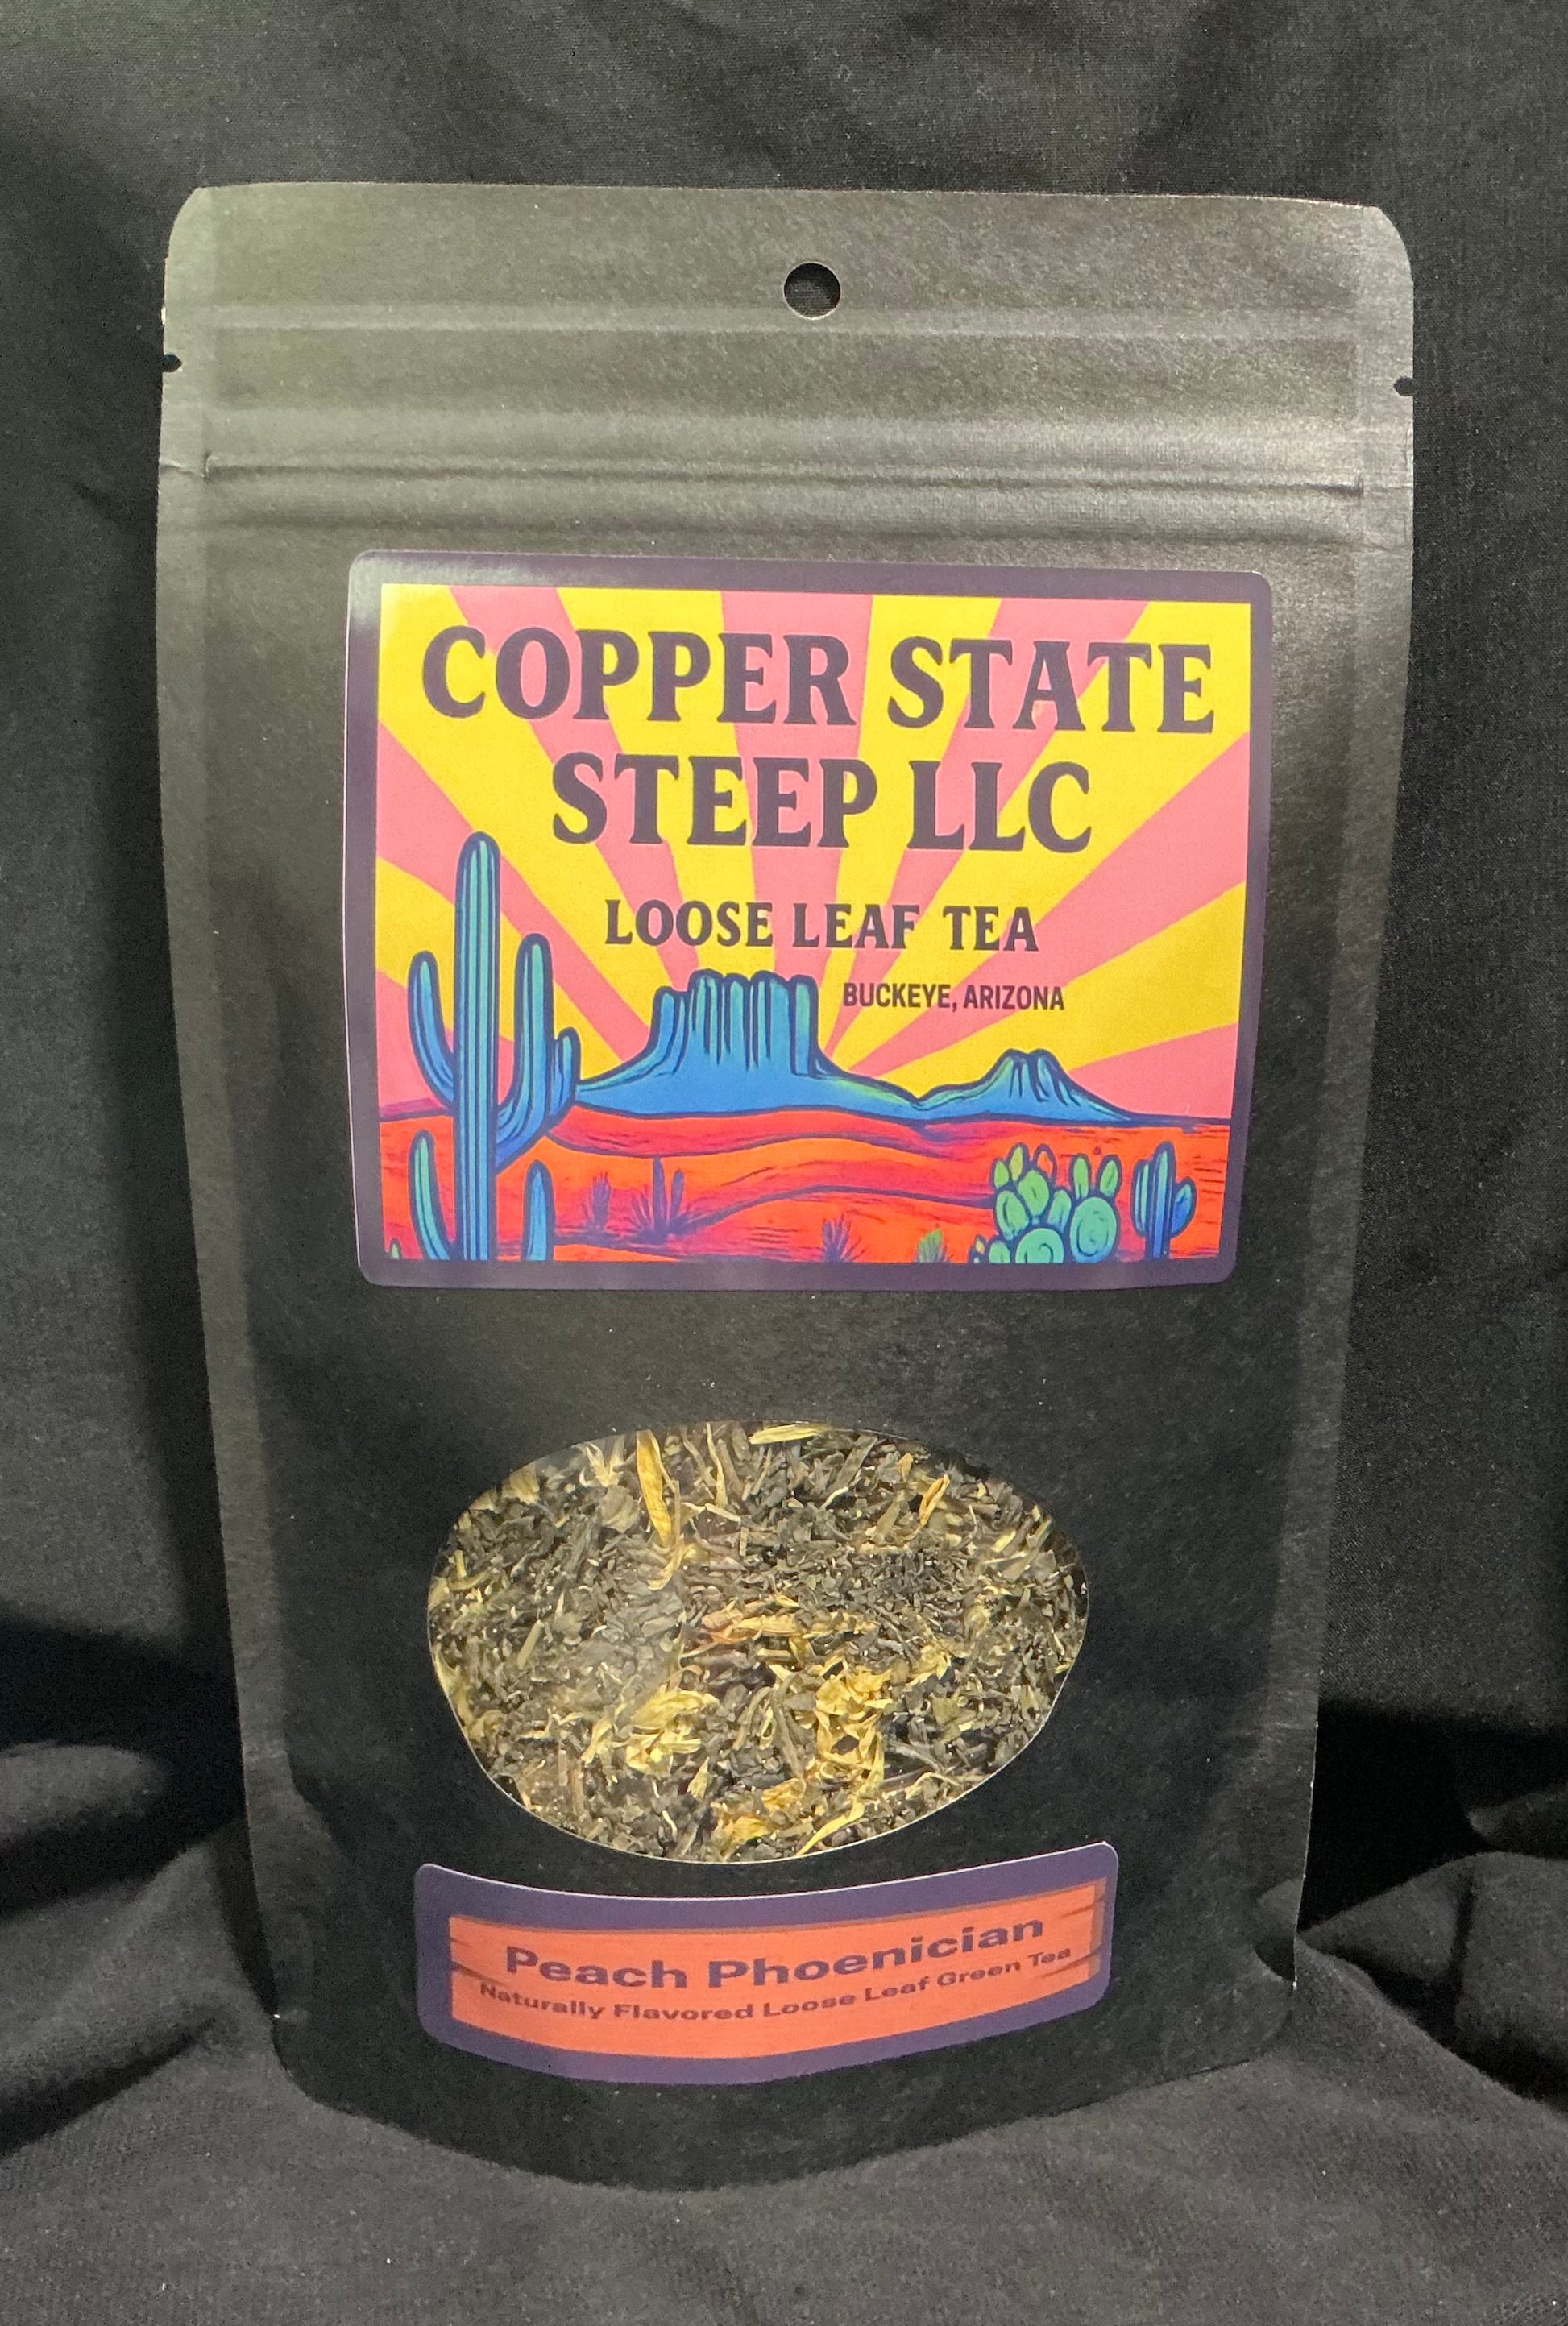 COPPER STATE
STEEP LLC
LOOSE LEAF TEA
BUCKEYE, ARIZONA
Peach Phoenician
Naturally Flavored Loose Leaf Green Tea